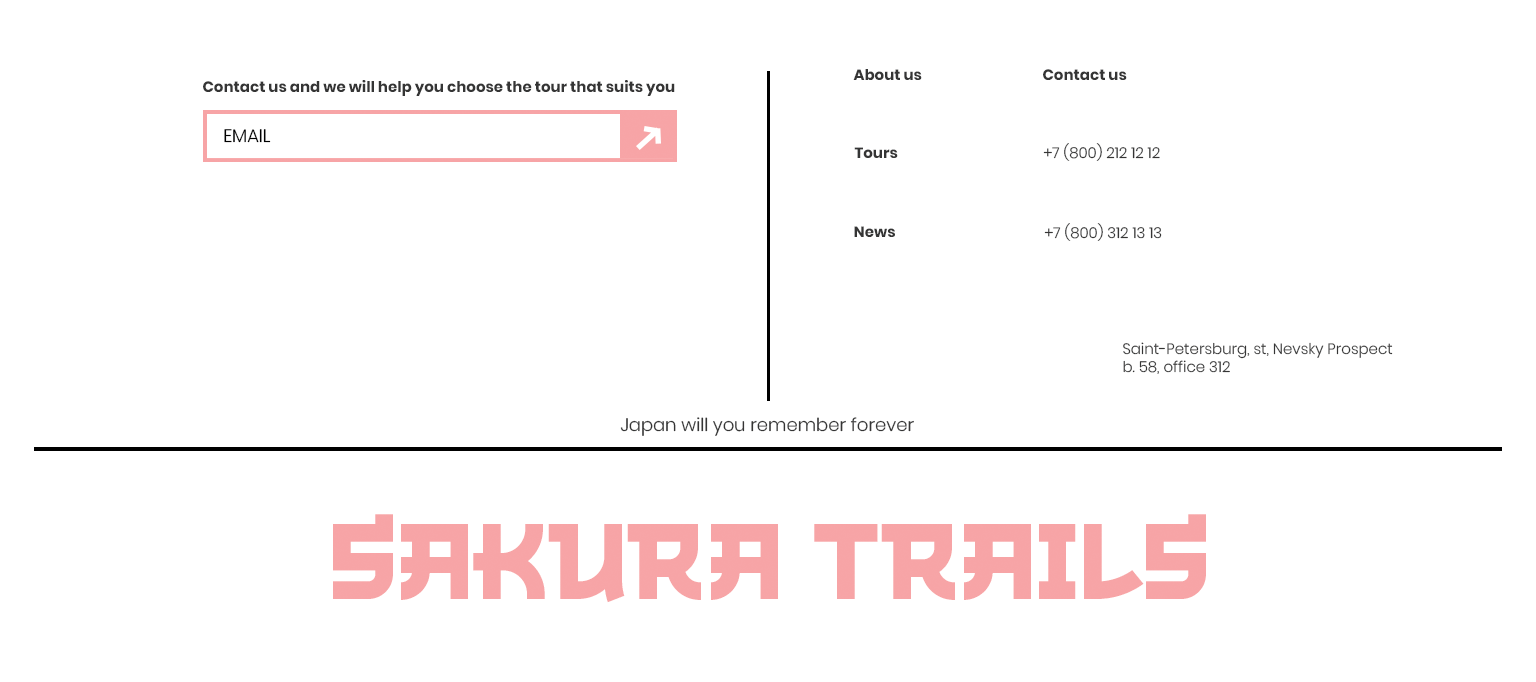 Contact us and we will help you choose the tour that suits you
EMAIL
About us
Tours
News
Contact us
+7 (800) 212 12 12
+7 (800) 312 13 13
Saint-Petersburg, st, Nevsky Prospect
b. 58, office 312
Japan will you remember forever
SAKURA TRAILS